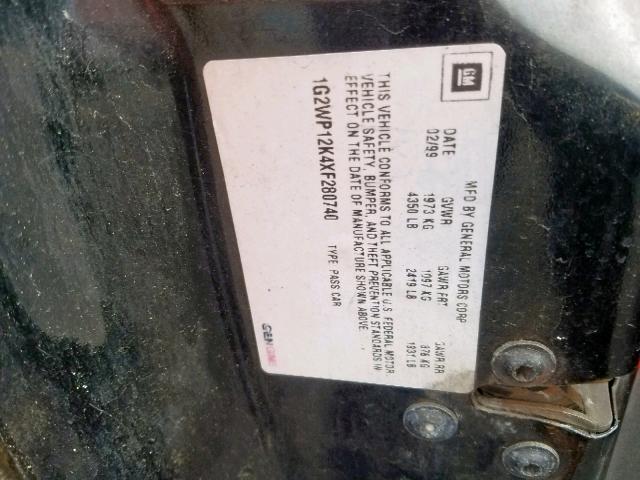 GM
MFD BY GENERAL MOTORS CORP
DATE GVWR GAWR FRT GAWR RR
02/99 1973 KG 1097 KG 876 KG
4350 LB 2419 LB 1931 LB
THIS VEHICLE CONFORMS TO ALL APPLICABLE U.S. FEDERAL MOTOR
VEHICLE SAFETY, BUMPER, AND THEFT PREVENTION STANDARDS IN
EFFECT ON THE DATE OF MANUFACTURE SHOWN ABOVE.
1G2WP12K4XF280740 TYPE: PASS CAR